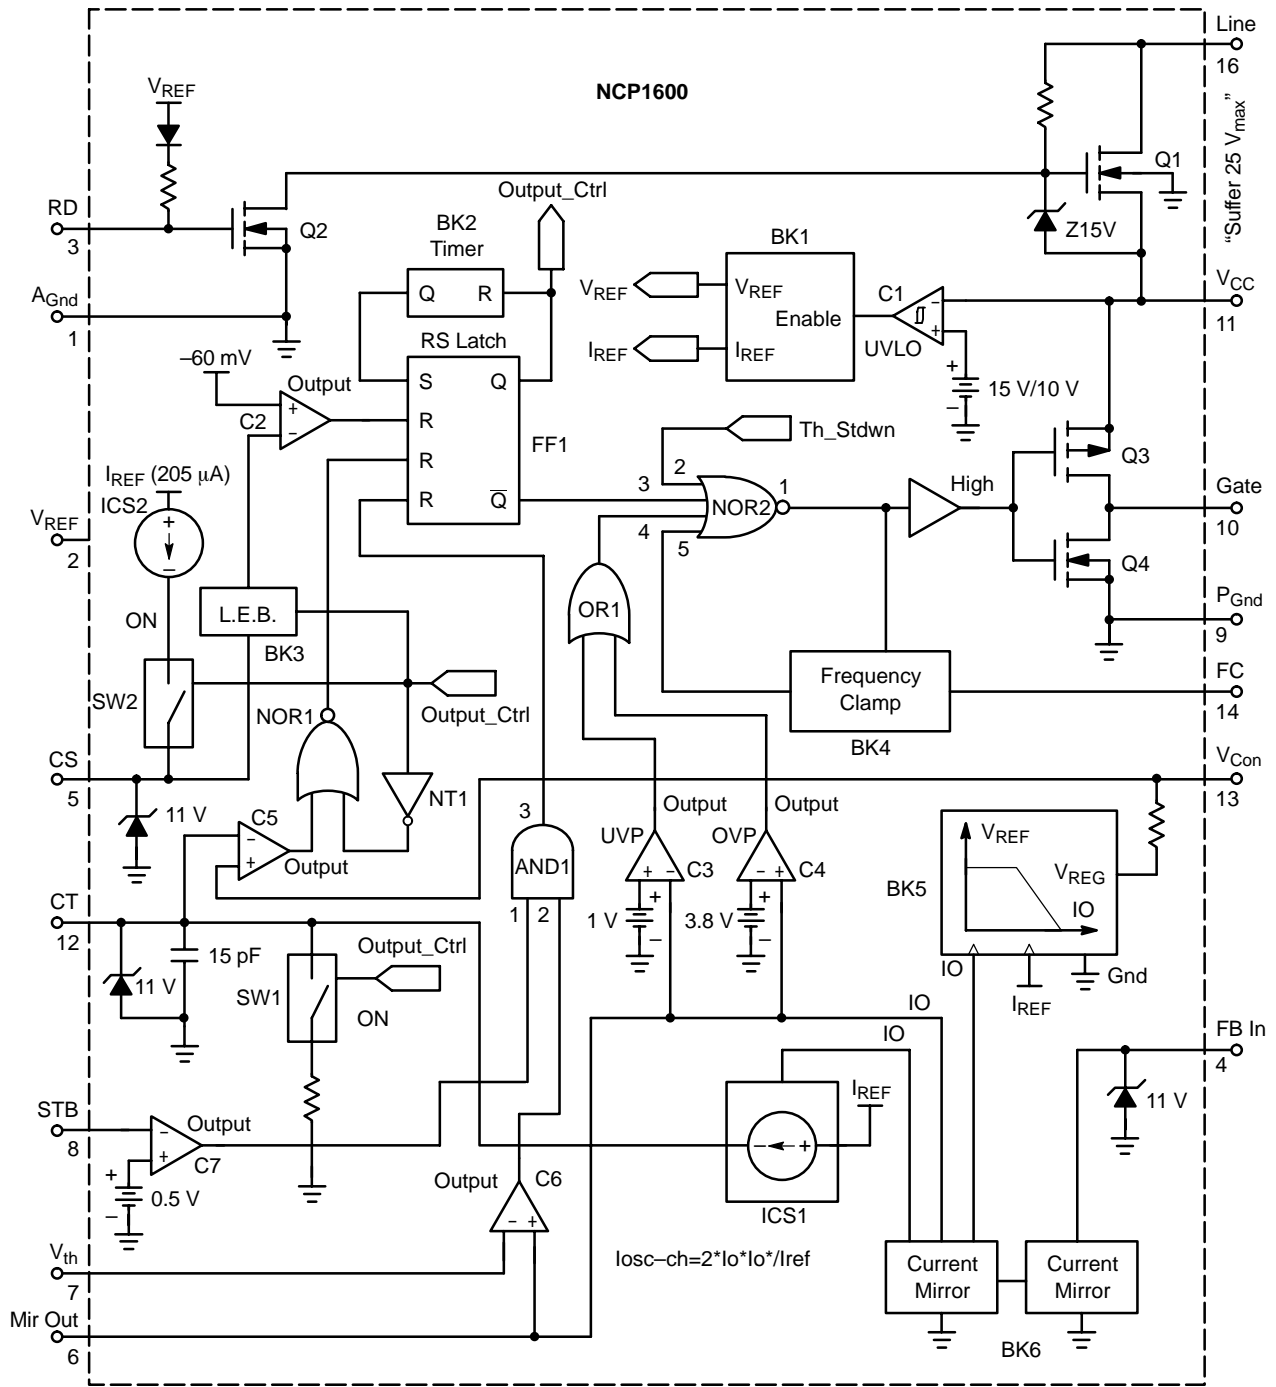 Line
16
NCP1600
"Suffer 25 Vmax"
VREF
Q1
Output_Ctrl
RD
3
Q2
BK2
Timer
Z15V
BK1
AGnd
1
Q R
VREF
VREF
C1
−
VCC
11
Enable
+
UVLO
RS Latch
IREF
IREF
–60 mV
Output
S Q
+
15 V/10 V
−
+
C2
−
R
FF1
Th_Stdwn
R
2
Q3
IREF (205 μA)
ICS2
3
1
High
R Q
NOR2
Gate
10
VREF
2
+
−
4
5
Q4
OR1
PGnd
9
ON
L.E.B.
BK3
Frequency
Clamp
FC
14
SW2
NOR1
Output_Ctrl
BK4
CS
5
VCon
13
NT1
11 V
C5
3
Output
Output
−
+
Output
UVP
OVP
VREF
AND1
+ −
C3
− +
C4
BK5
VREG
CT
12
1 2
1 V
+
−
3.8 V
+
−
IO
15 pF
Output_Ctrl
11 V
SW1
IO
Gnd
ON
IREF
IO
FB In
4
IO
IREF
11 V
STB
8
Output
−
+
− +
C7
+
−
0.5 V
Output
C6
ICS1
− +
Iosc–ch=2*Io*Io*/Iref
Vth
7
Current
Mirror
Current
Mirror
Mir Out
6
BK6